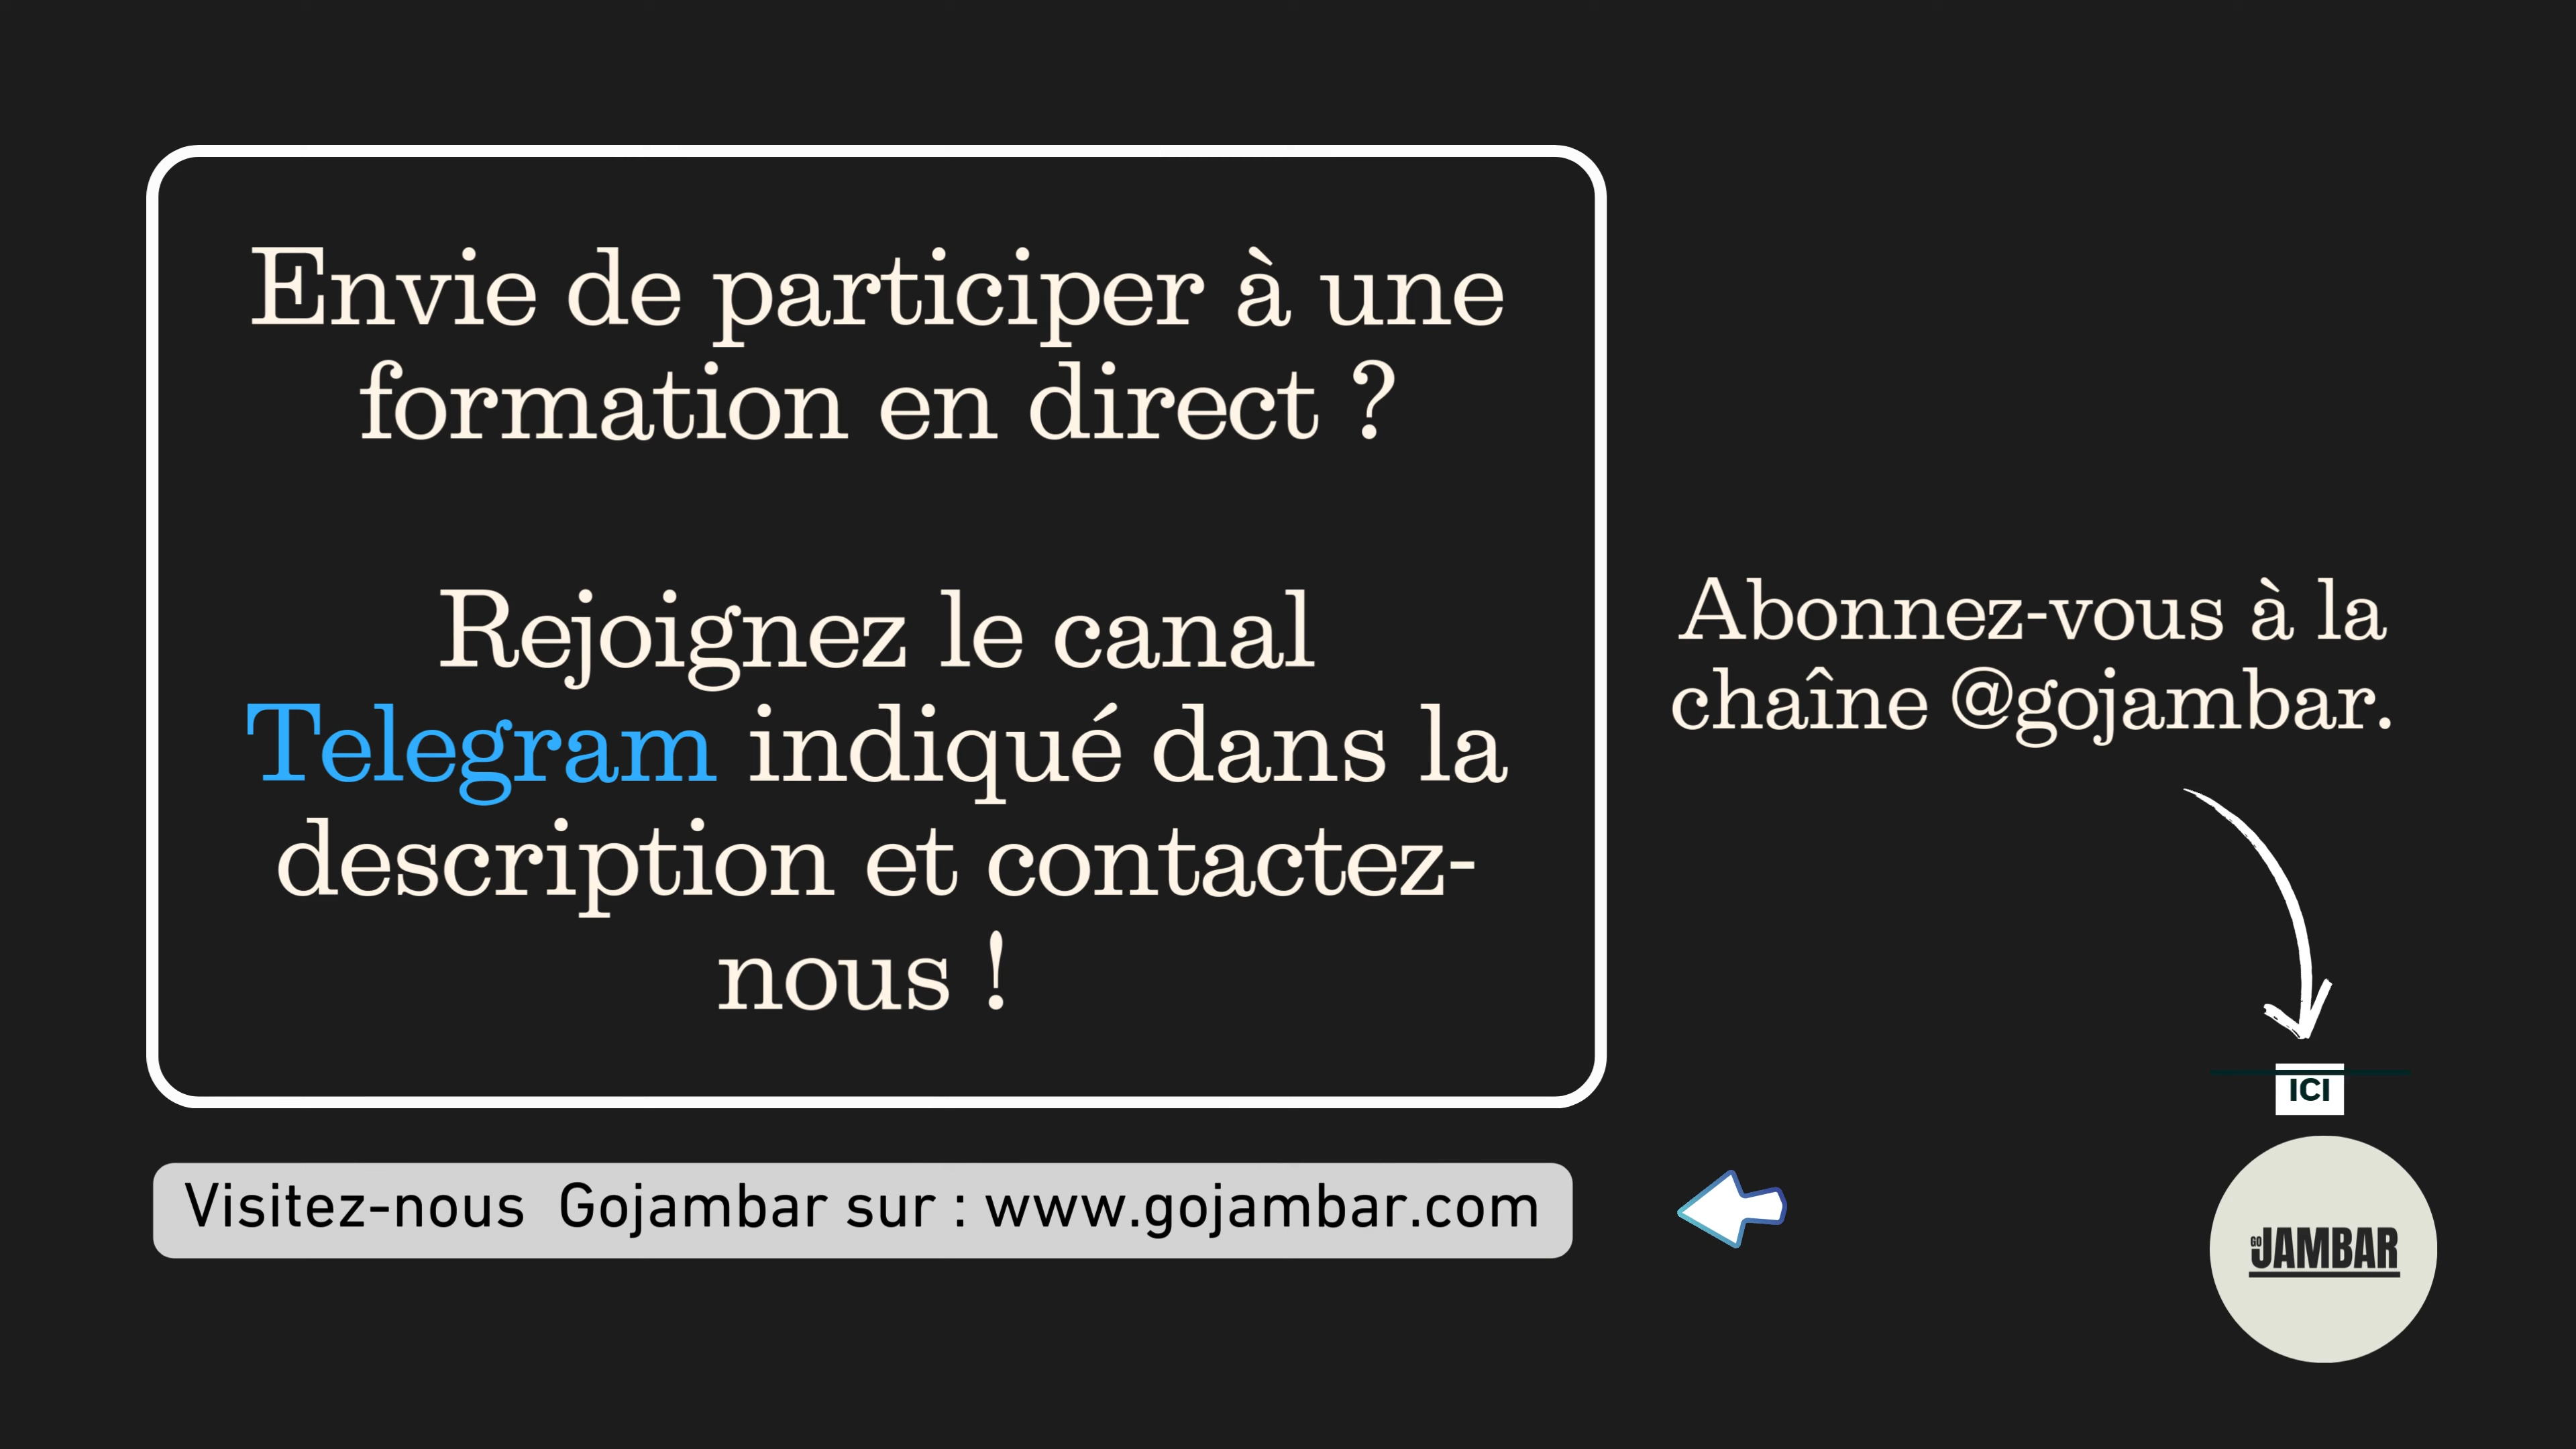 Envie de participer à une
formation en direct ?
Rejoignez le canal
Telegram indiqué dans la
description et contactez-
nous !
Abonnez-vous à la
chaîne @gojambar.
ICI
Visitez-nous  Gojambar sur : www.gojambar.com
GO JAMBAR